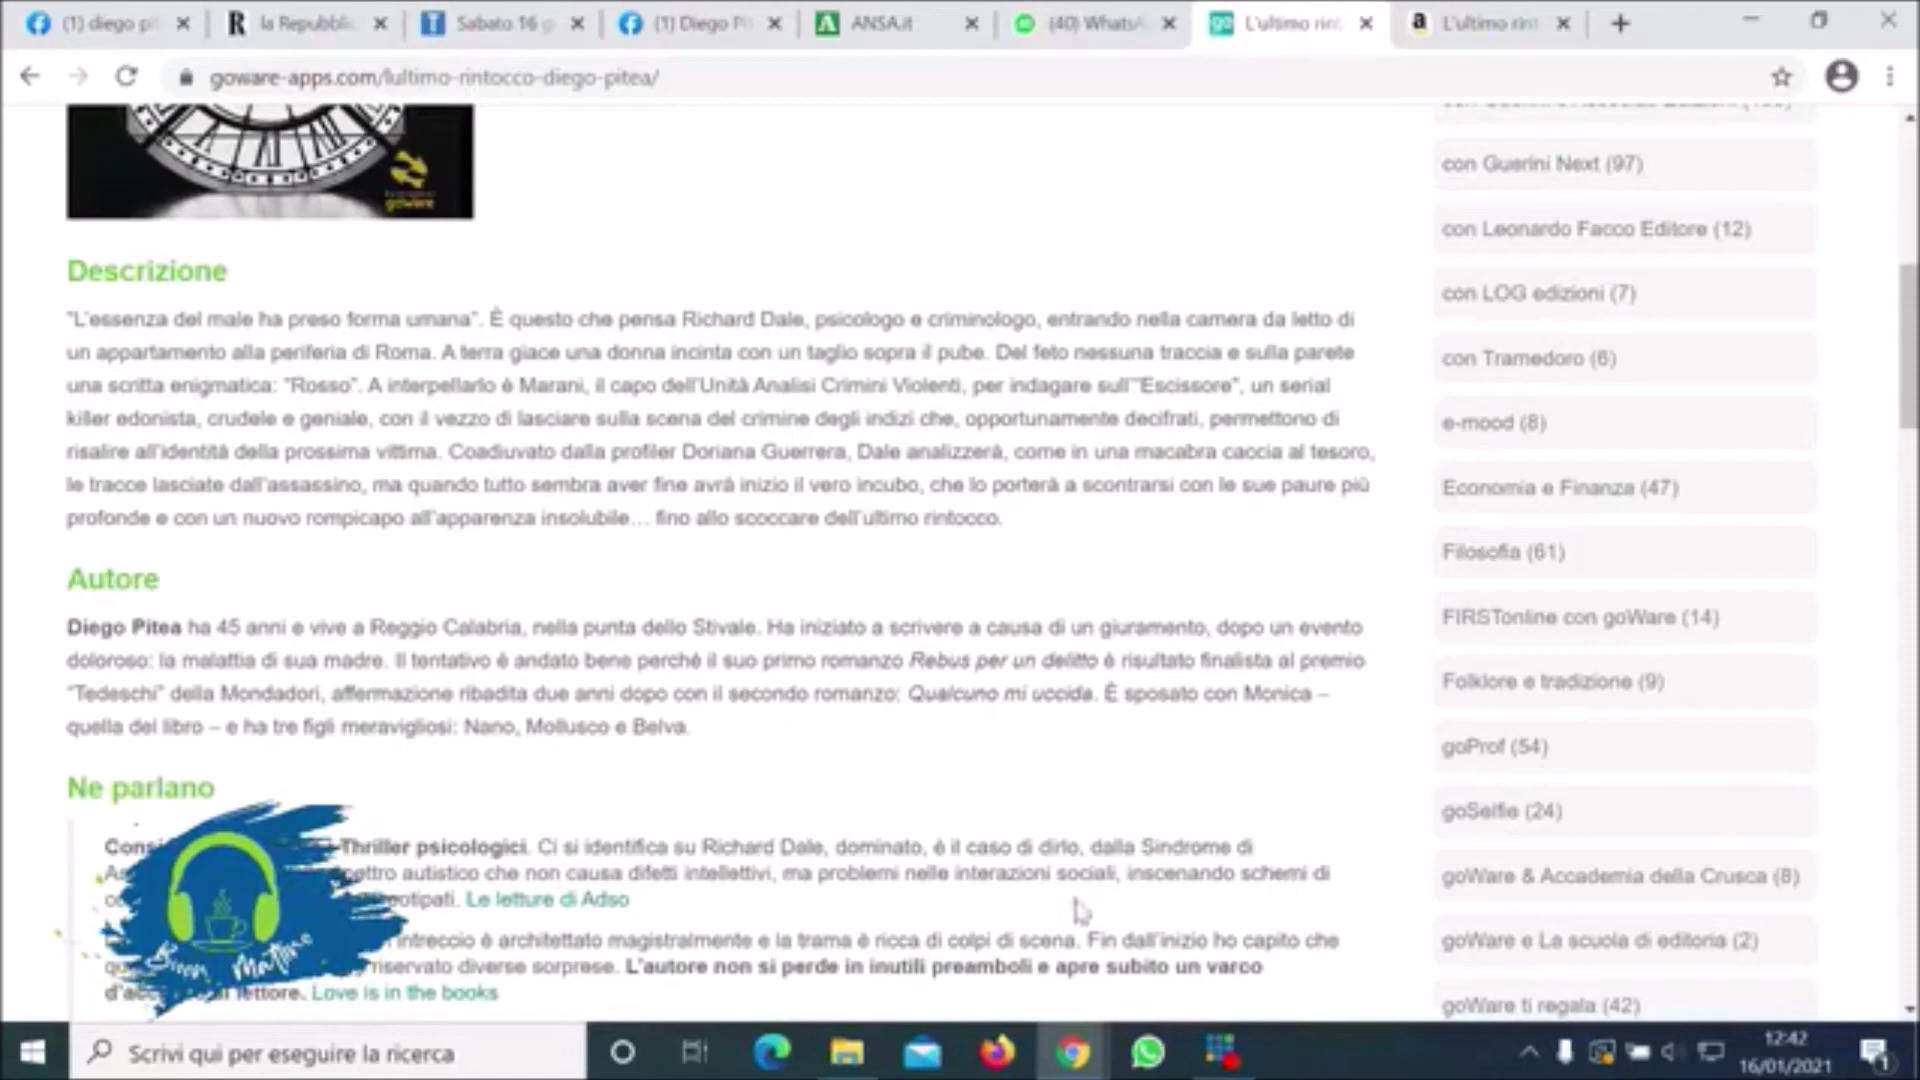 (1) diego pi
la Repubblic
Sabato 16 g
(1) Diego Pi
ANSA.it
(40) WhatsA
L'ultimo rin
L'ultimo rin
goware-apps.com/lultimo-rintocco-diego-pitea/
goware
Descrizione
"L'essenza del male ha preso forma umana". È questo che pensa Richard Dale, psicologo e criminologo, entrando nella camera da letto di
un appartamento alla periferia di Roma. A terra giace una donna incinta con un taglio sopra il pube. Del feto nessuna traccia e sulla parete
una scritta enigmatica: "Rosso". A interpellarlo è Marani, il capo dell'Unità Analisi Crimini Violenti, per indagare sull'"Escissore", un serial
killer edonista, crudele e geniale, con il vezzo di lasciare sulla scena del crimine degli indizi che, opportunamente decifrati, permettono di
risalire all'identità della prossima vittima. Coadiuvato dalla profiler Doriana Guerrera, Dale analizzerà, come in una macabra caccia al tesoro,
le tracce lasciate dall'assassino, ma quando tutto sembra aver fine avrà inizio il vero incubo, che lo porterà a scontrarsi con le sue paure più
profonde e con un nuovo rompicapo all'apparenza insolubile… fino allo scoccare dell'ultimo rintocco.
Autore
Diego Pitea ha 45 anni e vive a Reggio Calabria, nella punta dello Stivale. Ha iniziato a scrivere a causa di un giuramento, dopo un evento
doloroso: la malattia di sua madre. Il tentativo è andato bene perché il suo primo romanzo Rebus per un delitto è risultato finalista al premio
"Tedeschi" della Mondadori, affermazione ribadita due anni dopo con il secondo romanzo: Qualcuno mi uccida. È sposato con Monica –
quella del libro – e ha tre figli meravigliosi: Nano, Mollusco e Belva.
Ne parlano
Thriller psicologici. Ci si identifica su Richard Dale, dominato, è il caso di dirlo, dalla Sindrome di
autistico che non causa difetti intellettivi, ma problemi nelle interazioni sociali, inscenando schemi di
Le letture di Adso
intreccio è architettato magistralmente e la trama è ricca di colpi di scena. Fin dall'inizio ho capito che
riservato diverse sorprese. L'autore non si perde in inutili preamboli e apre subito un varco
lettore. Love is in the books
Buon Mattino
con Guerini Next (97)
con Leonardo Facco Editore (12)
con LOG edizioni (7)
con Tramedoro (6)
e-mood (8)
Economia e Finanza (47)
Filosofia (61)
FIRSTonline con goWare (14)
Folklore e tradizione (9)
goProf (54)
goSelfie (24)
goWare & Accademia della Crusca (8)
goWare e La scuola di editoria (2)
goWare ti regala (42)
Scrivi qui per eseguire la ricerca
12:42
16/01/2021
1